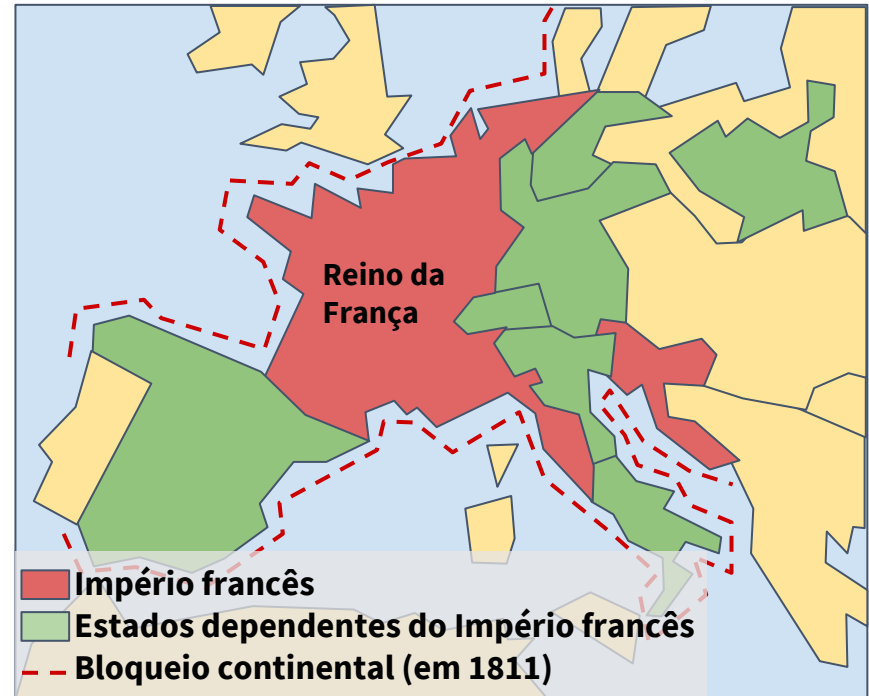 Reino da
França
Império francês
Estados dependentes do Império francês
Bloqueio continental (em 1811)